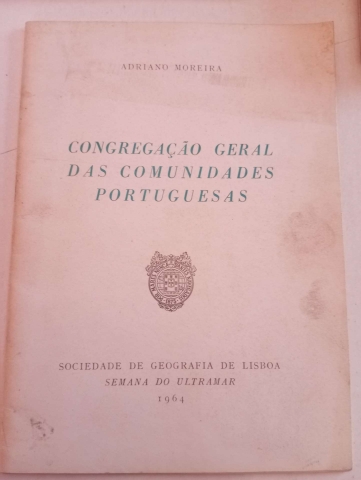 ADRIANO MOREIRA
CONGREGAÇÃO GERAL
DAS COMUNIDADES
PORTUGUESAS
SOCIEDADE DE GEOGRAFIA DE LISBOA
SEMANA DO ULTRAMAR
1964